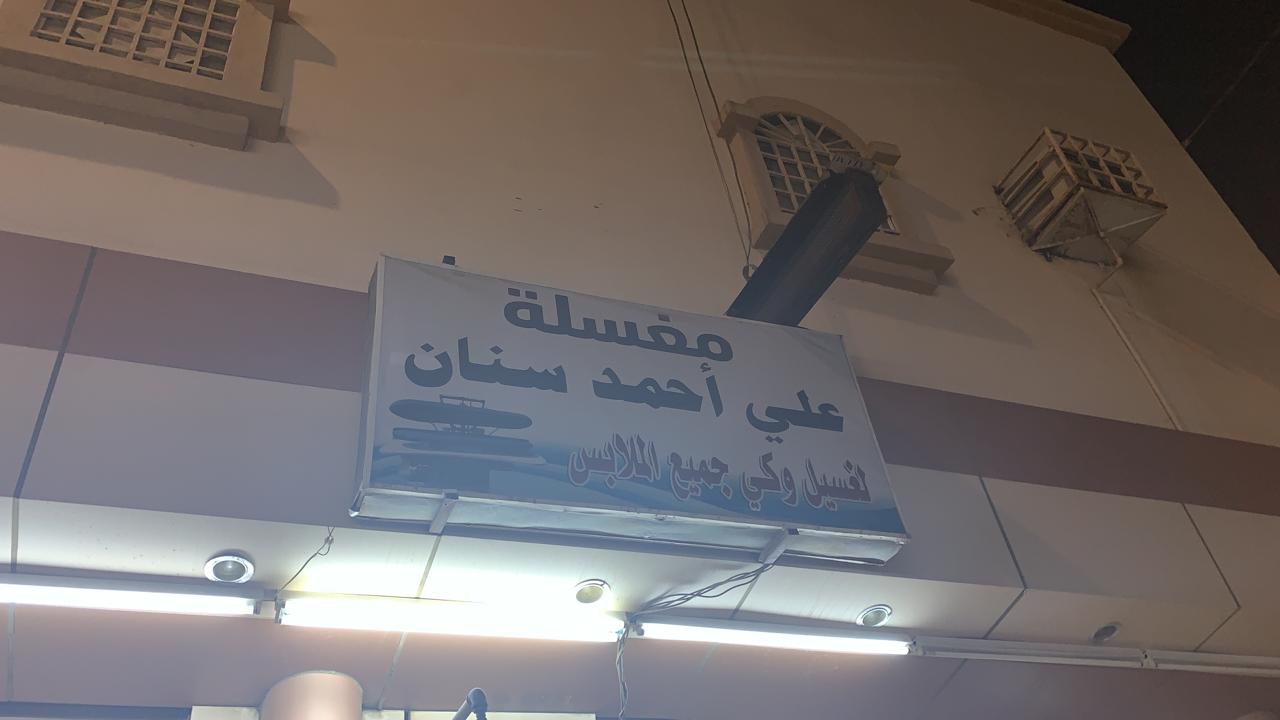 مغسلة
علي أحمد سنان
لغسيل وكي جميع الملابس